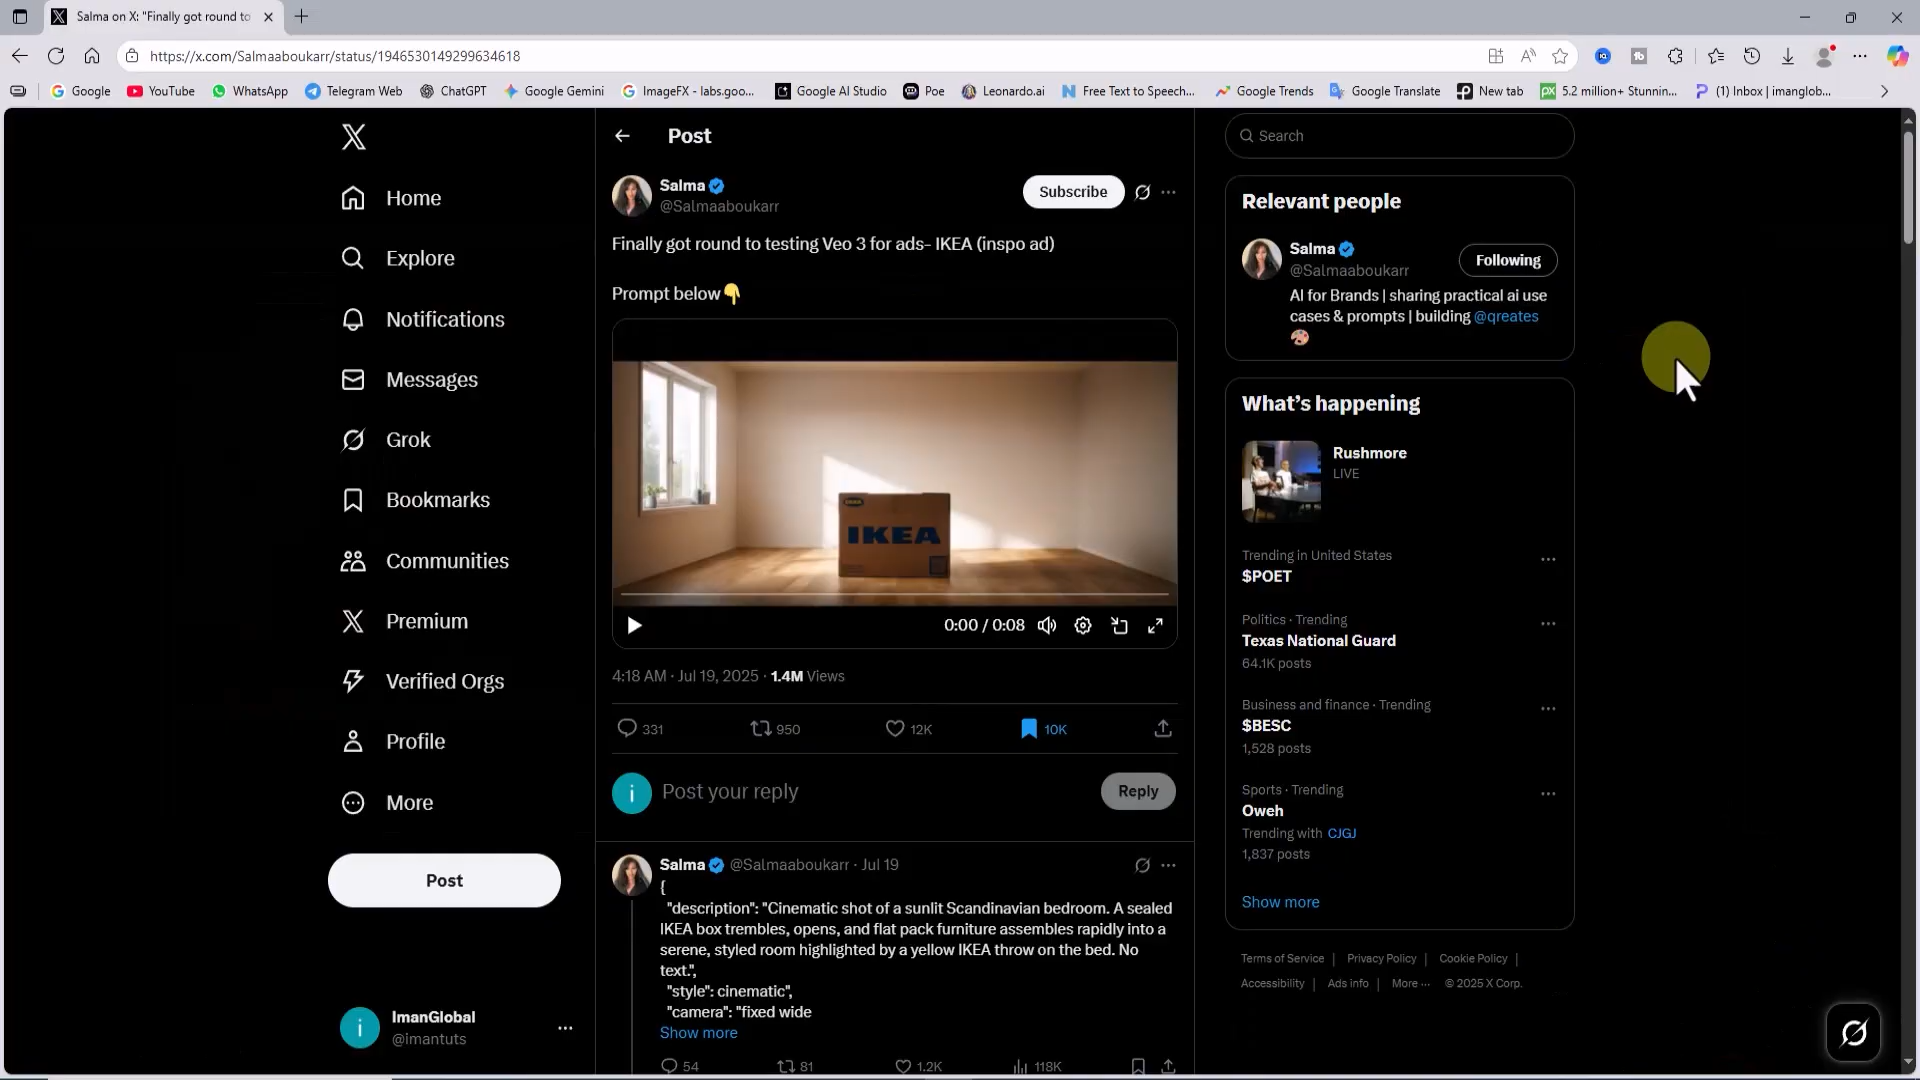 Salma on X: "Finally got round to
https://x.com/Salmaaboukarr/status/1946530149299634618
Google
YouTube
WhatsApp
Telegram Web
ChatGPT
Google Gemini
ImageFX - labs.goo...
Google AI Studio
Poe
Leonardo.ai
Free Text to Speech...
Google Trends
Google Translate
New tab
5.2 million+ Stunnin...
(1) Inbox | imanglob...
Home
Explore
Notifications
Messages
Grok
Bookmarks
Communities
Premium
Verified Orgs
Profile
More
Post
ImanGlobal
@imantuts
Post
Salma
@Salmaaboukarr
Subscribe
Finally got round to testing Veo 3 for ads- IKEA (inspo ad)
Prompt below👇
IKEA
IKEA
0:00 / 0:08
4:18 AM · Jul 19, 2025 · 1.4M Views
331
950
12K
10K
i
Post your reply
Reply
Salma @Salmaaboukarr · Jul 19
{
"description": "Cinematic shot of a sunlit Scandinavian bedroom. A sealed
IKEA box trembles, opens, and flat pack furniture assembles rapidly into a
serene, styled room highlighted by a yellow IKEA throw on the bed. No
text.",
"style": cinematic",
"camera": "fixed wide
Show more
54
81
1.2K
118K
Search
Relevant people
Salma
@Salmaaboukarr
Following
AI for Brands | sharing practical ai use
cases & prompts | building @qreates
🎨
What's happening
Rushmore
LIVE
Trending in United States
$POET
Politics · Trending
Texas National Guard
64.1K posts
Business and finance · Trending
$BESC
1,528 posts
Sports · Trending
Oweh
Trending with CJGJ
1,837 posts
Show more
Terms of Service | Privacy Policy | Cookie Policy |
Accessibility | Ads info | More ··· © 2025 X Corp.
i